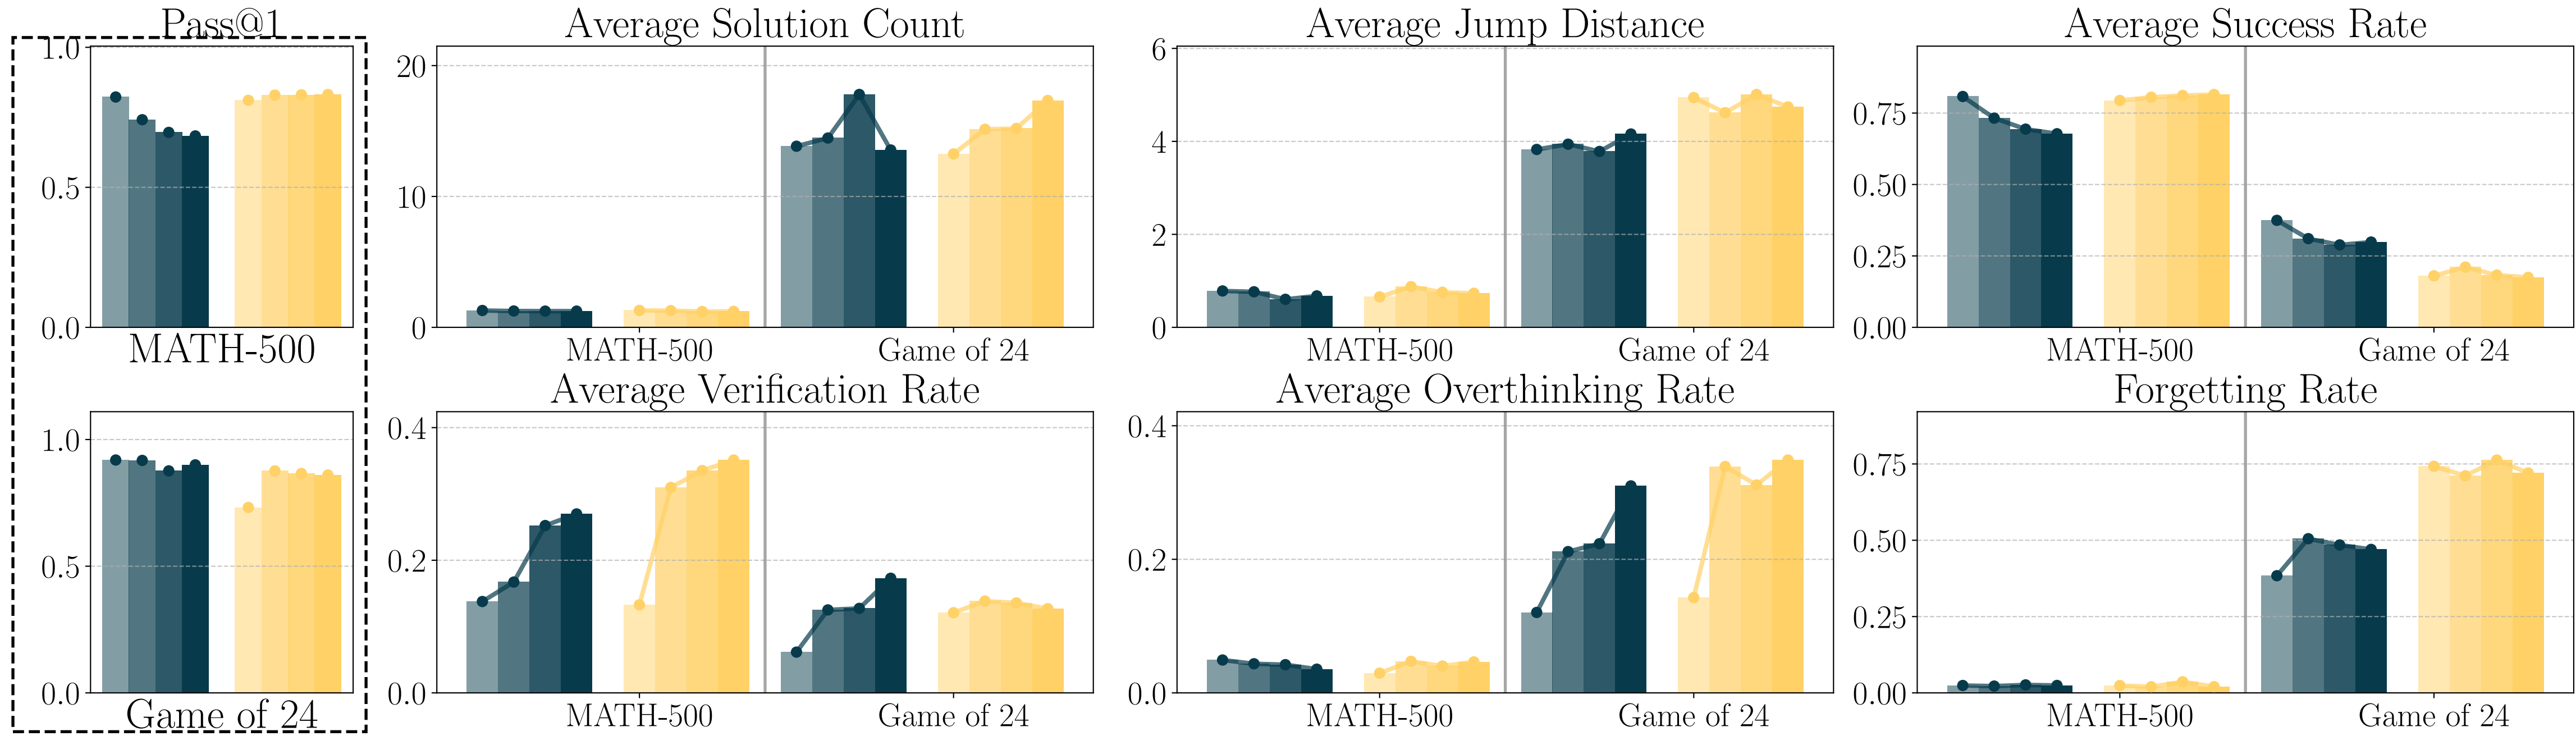 Pass@1
1.0
0.5
0.0
MATH-500
1.0
0.5
0.0
Game of 24
Average Solution Count
20
10
0
MATH-500 Game of 24
Average Jump Distance
6
4
2
0
MATH-500 Game of 24
Average Success Rate
0.75
0.50
0.25
0.00
MATH-500 Game of 24
Average Verification Rate
0.4
0.2
0.0
MATH-500 Game of 24
Average Overthinking Rate
0.4
0.2
0.0
MATH-500 Game of 24
Forgetting Rate
0.75
0.50
0.25
0.00
MATH-500 Game of 24